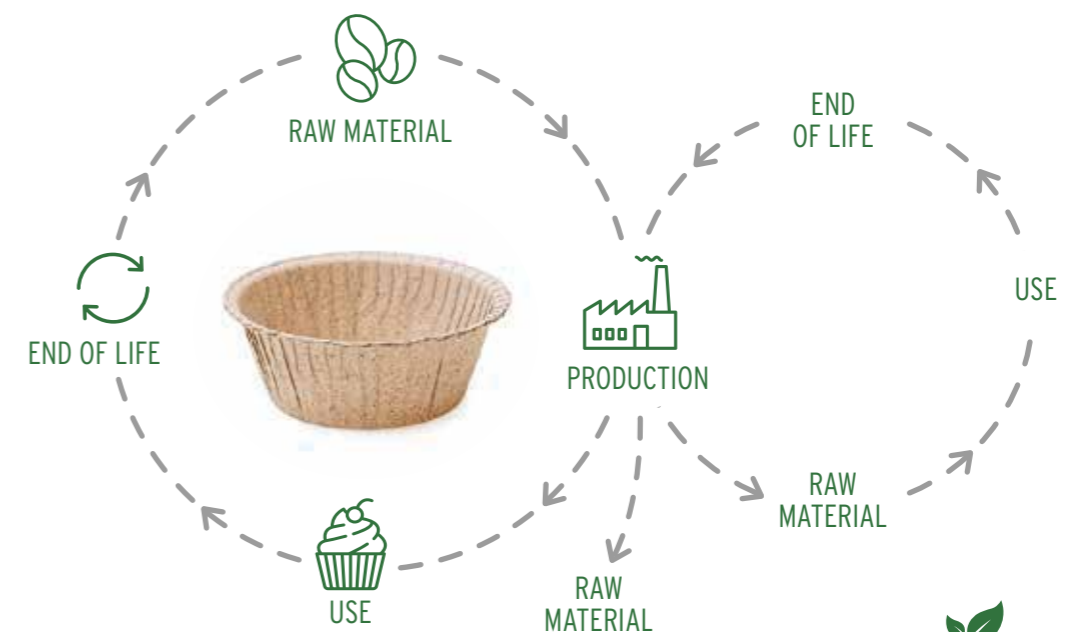 RAW MATERIAL
END
OF LIFE
USE
END OF LIFE
PRODUCTION
RAW
MATERIAL
RAW
MATERIAL
USE